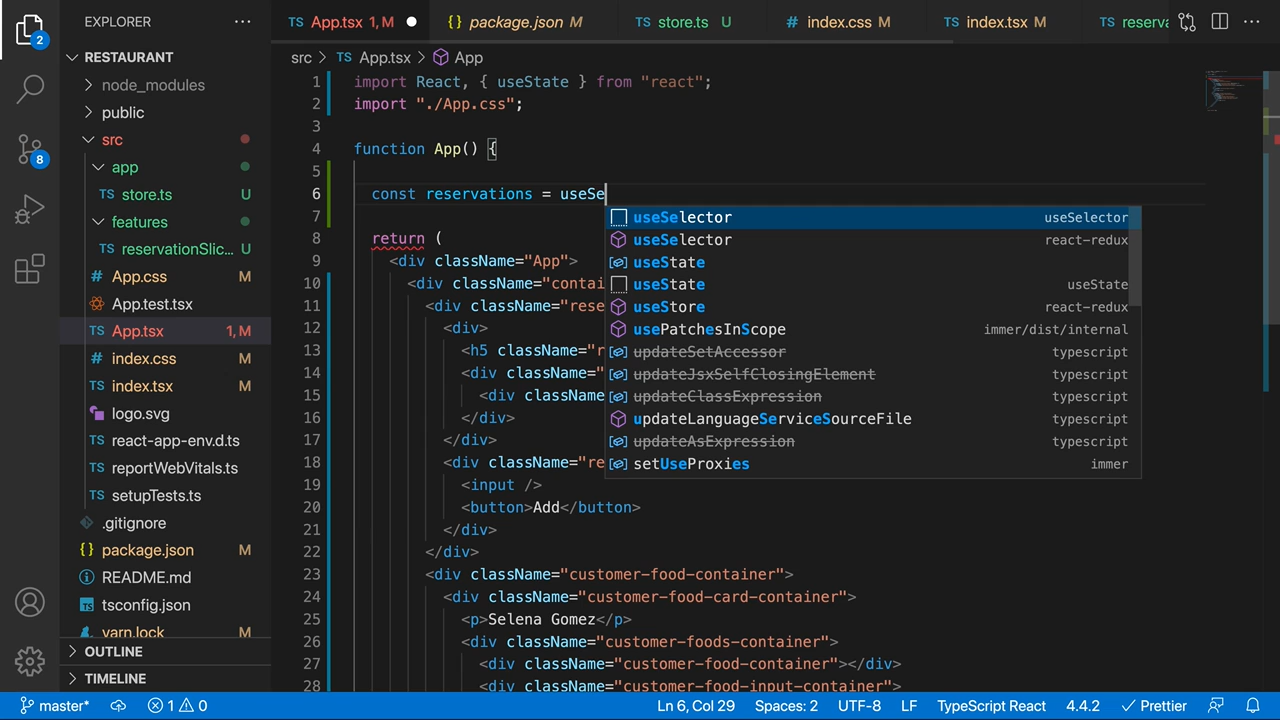 EXPLORER
RESTAURANT
node_modules
public
src
app
store.ts U
features
reservationSlic... U
App.css M
App.test.tsx
App.tsx 1, M
index.css M
index.tsx M
logo.svg
react-app-env.d.ts
reportWebVitals.ts
setupTests.ts
.gitignore
package.json M
README.md
tsconfig.json
yarn.lock M
OUTLINE
TIMELINE
2
8
App.tsx 1, M
package.json M
store.ts U
index.css M
index.tsx M
reserva
src > App.tsx > App
1 import React, { useState } from "react";
2 import "./App.css";
3
4 function App() {
5
6 const reservations = useSe
7
8 return (
9 <div className="App">
10 <div className="contai
11 <div className="rese
12 <div>
13 <h5 className="r
14 <div className="
15 <div className
16 </div>
17 </div>
18 <div className="re
19 <input />
20 <button>Add</button>
21 </div>
22 </div>
23 <div className="customer-food-container">
24 <div className="customer-food-card-container">
25 <p>Selena Gomez</p>
26 <div className="customer-foods-container">
27 <div className="customer-food-container"></div>
28 <div className="customer-food-input-container">
useSelector useSelector
useSelector react-redux
useState
useState useState
useStore react-redux
usePatchesInScope immer/dist/internal
updateSetAccessor typescript
updateJsxSelfClosingElement typescript
updateClassExpression typescript
updateLanguageServiceSourceFile typescript
updateAsExpression typescript
setUseProxies immer
master* 1 0 Ln 6, Col 29 Spaces: 2 UTF-8 LF TypeScript React 4.4.2 Prettier